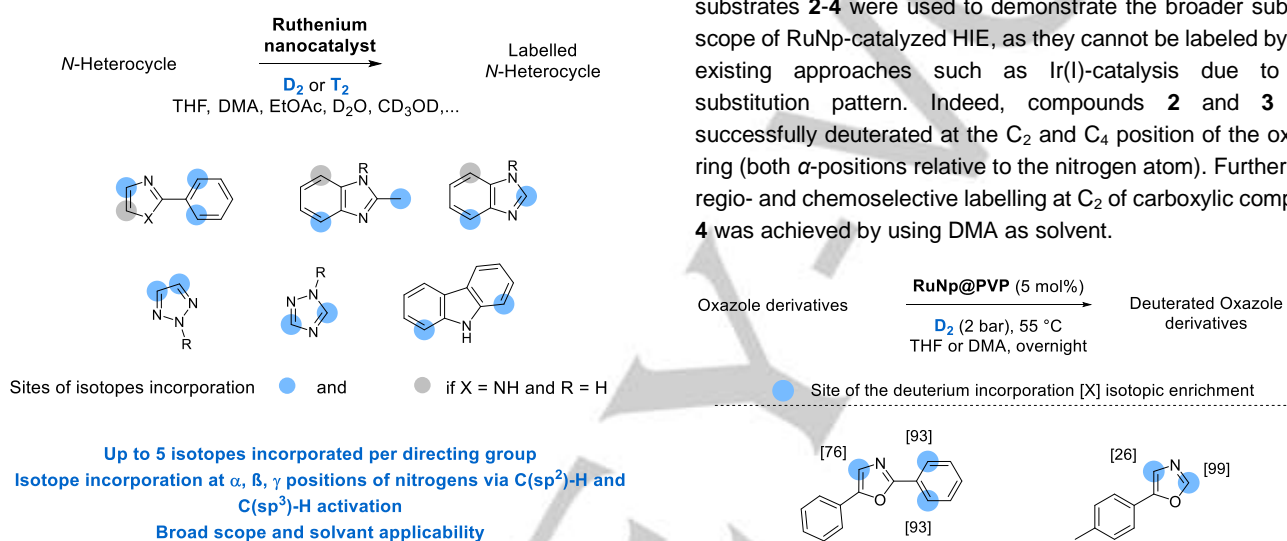 Ruthenium
nanocatalyst
N-Heterocycle
Labelled
N-Heterocycle
D2 or T2
THF, DMA, EtOAc, D2O, CD3OD,...
N
X
R
N
N
R
N
N
N
N
N
R
R
N
N
N
N
H
Sites of isotopes incorporation and if X = NH and R = H
Up to 5 isotopes incorporated per directing group
Isotope incorporation at α, ß, γ positions of nitrogens via C(sp2)-H and
C(sp3)-H activation
Broad scope and solvant applicability
substrates 2-4 were used to demonstrate the broader sub
scope of RuNp-catalyzed HIE, as they cannot be labeled by
existing approaches such as Ir(I)-catalysis due to
substitution pattern. Indeed, compounds 2 and 3
successfully deuterated at the C2 and C4 position of the ox
ring (both α-positions relative to the nitrogen atom). Further
regio- and chemoselective labelling at C2 of carboxylic comp
4 was achieved by using DMA as solvent.
RuNp@PVP (5 mol%)
Oxazole derivatives
Deuterated Oxazole
derivatives
D2 (2 bar), 55 °C
THF or DMA, overnight
Site of the deuterium incorporation [X] isotopic enrichment
[76]
[93]
N
O
[93]
[26]
N
[99]
O